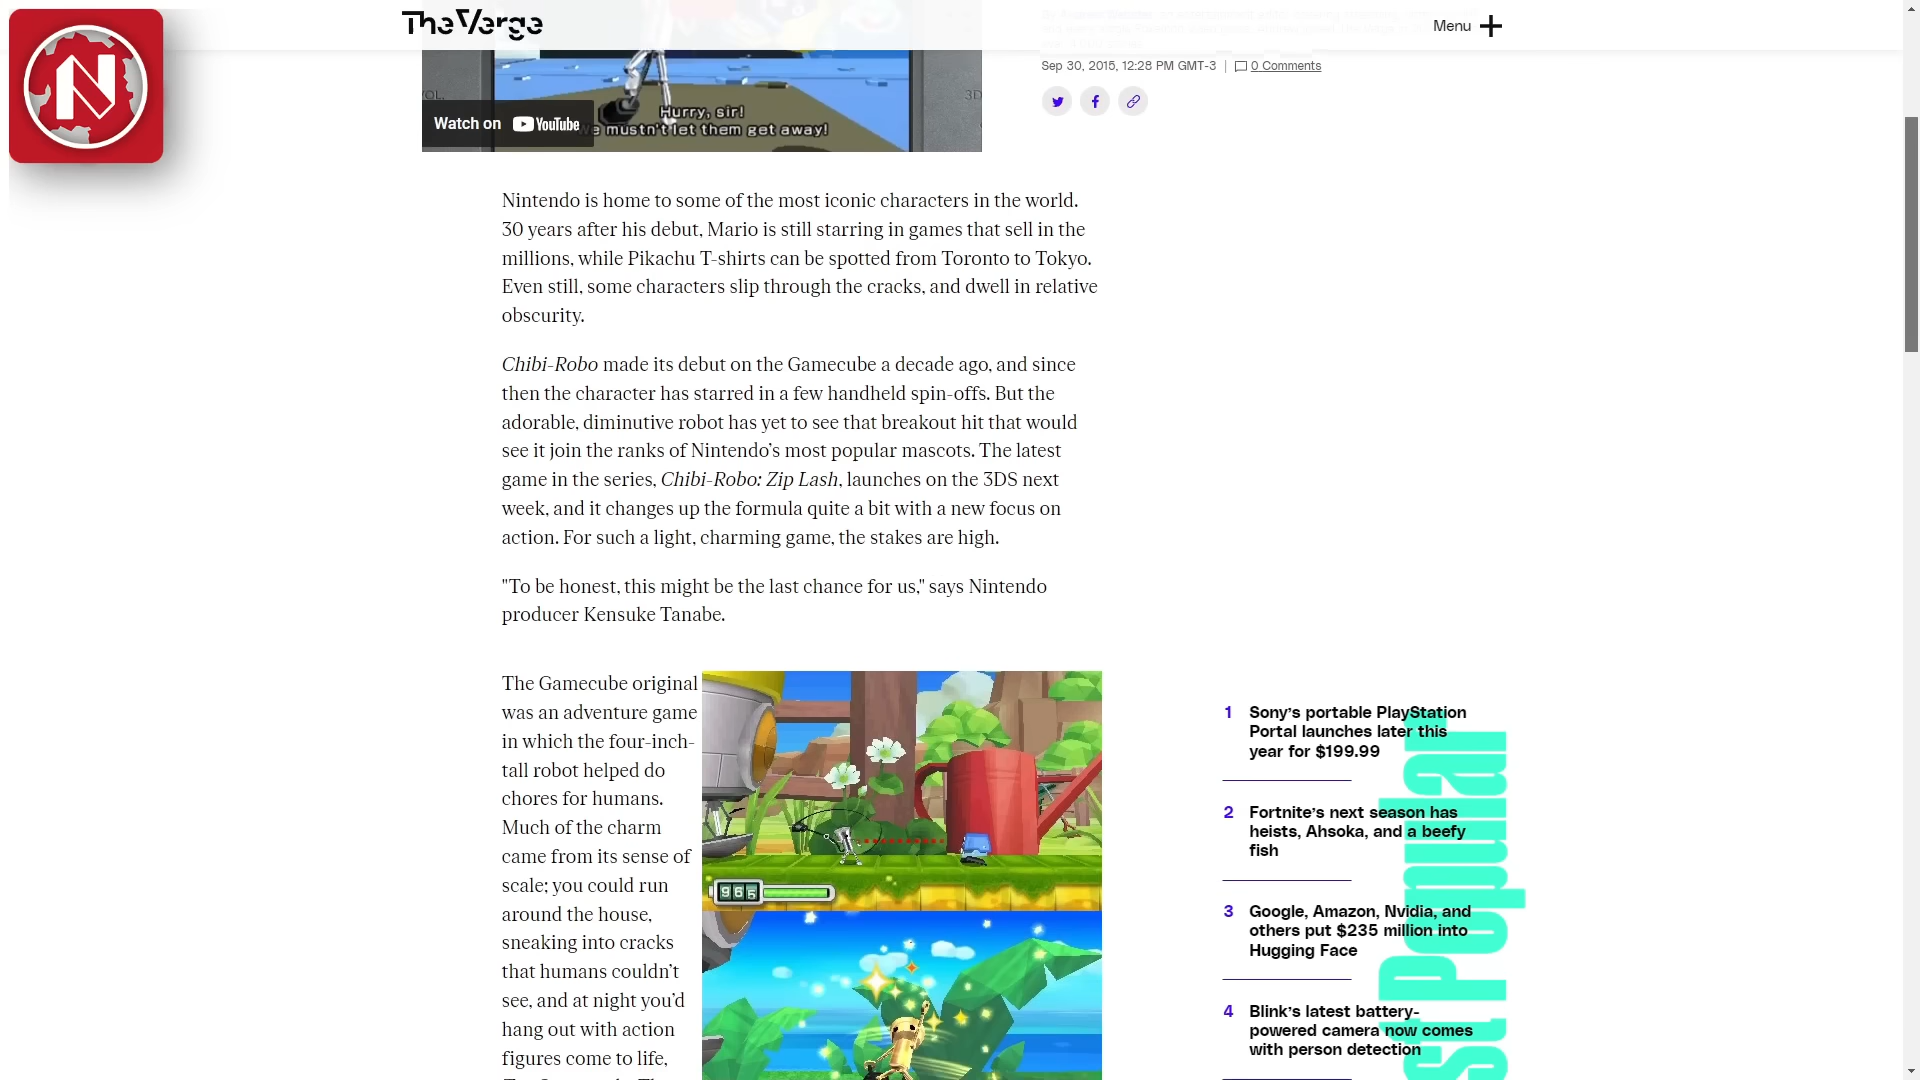 The Verge
Menu
Sep 30, 2015, 12:28 PM GMT-3 | 0 Comments
VOL.
3D
Hurry, sir!
we mustn't let them get away!
Watch on YouTube
Nintendo is home to some of the most iconic characters in the world.
30 years after his debut, Mario is still starring in games that sell in the
millions, while Pikachu T-shirts can be spotted from Toronto to Tokyo.
Even still, some characters slip through the cracks, and dwell in relative
obscurity.
Chibi-Robo made its debut on the Gamecube a decade ago, and since
then the character has starred in a few handheld spin-offs. But the
adorable, diminutive robot has yet to see that breakout hit that would
see it join the ranks of Nintendo’s most popular mascots. The latest
game in the series, Chibi-Robo: Zip Lash, launches on the 3DS next
week, and it changes up the formula quite a bit with a new focus on
action. For such a light, charming game, the stakes are high.
"To be honest, this might be the last chance for us," says Nintendo
producer Kensuke Tanabe.
The Gamecube original
was an adventure game
in which the four-inch-
tall robot helped do
chores for humans.
Much of the charm
came from its sense of
scale; you could run
around the house,
sneaking into cracks
that humans couldn’t
see, and at night you’d
hang out with action
figures come to life,
965
1 Sony’s portable PlayStation
Portal launches later this
year for $199.99
2 Fortnite’s next season has
heists, Ahsoka, and a beefy
fish
3 Google, Amazon, Nvidia, and
others put $235 million into
Hugging Face
4 Blink’s latest battery-
powered camera now comes
with person detection
st Popular
N